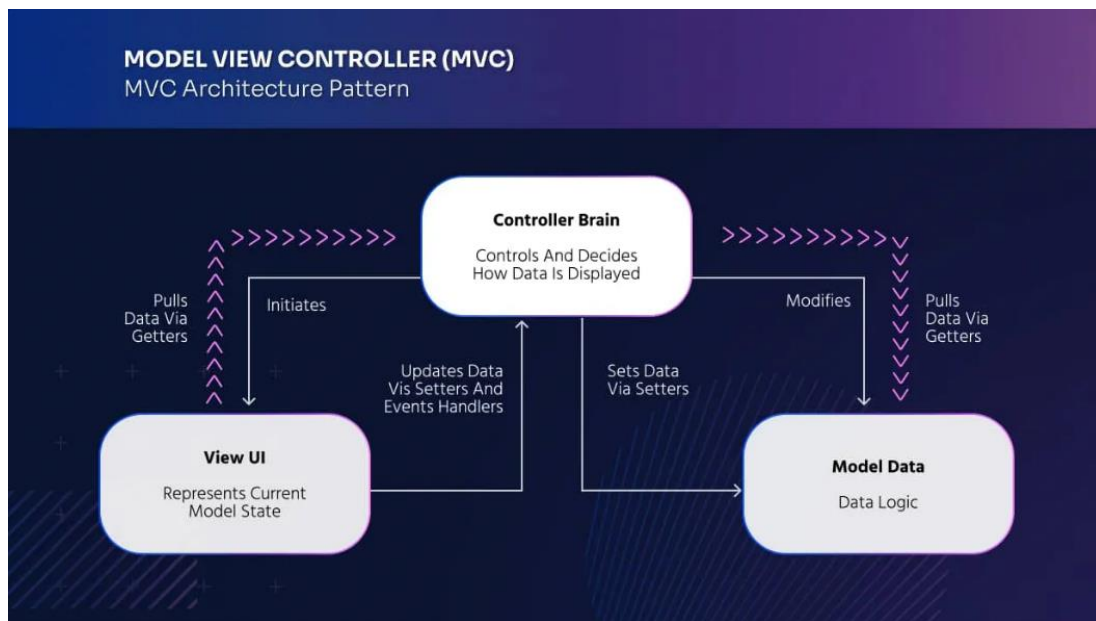 MODEL VIEW CONTROLLER (MVC)
MVC Architecture Pattern
Controller Brain
Controls And Decides
How Data Is Displayed
Pulls
Data Via
Getters
Initiates
Modifies
Pulls
Data Via
Getters
Updates Data
Vis Setters And
Events Handlers
Sets Data
Via Setters
View UI
Represents Current
Model State
Model Data
Data Logic